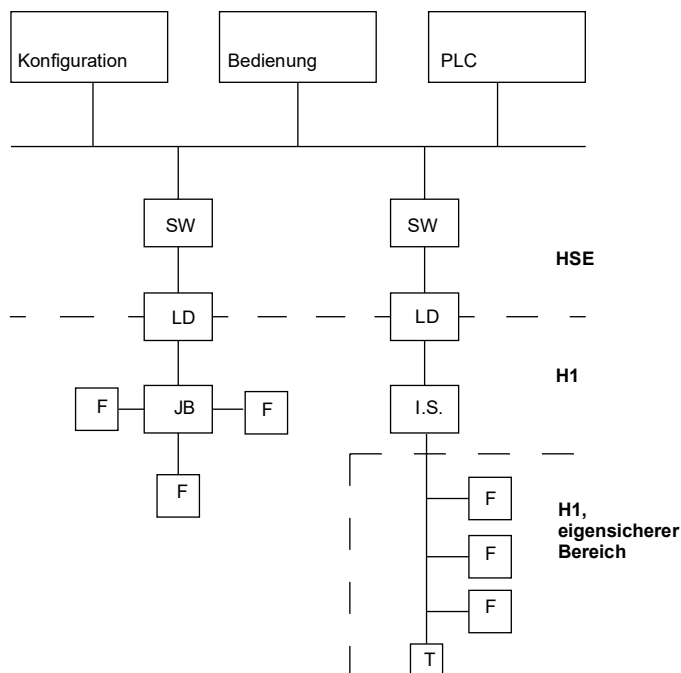 Konfiguration
Bedienung
PLC
SW
SW
HSE
LD
LD
H1
F
JB
F
I.S.
F
F
H1,
eigensicherer
Bereich
F
F
T